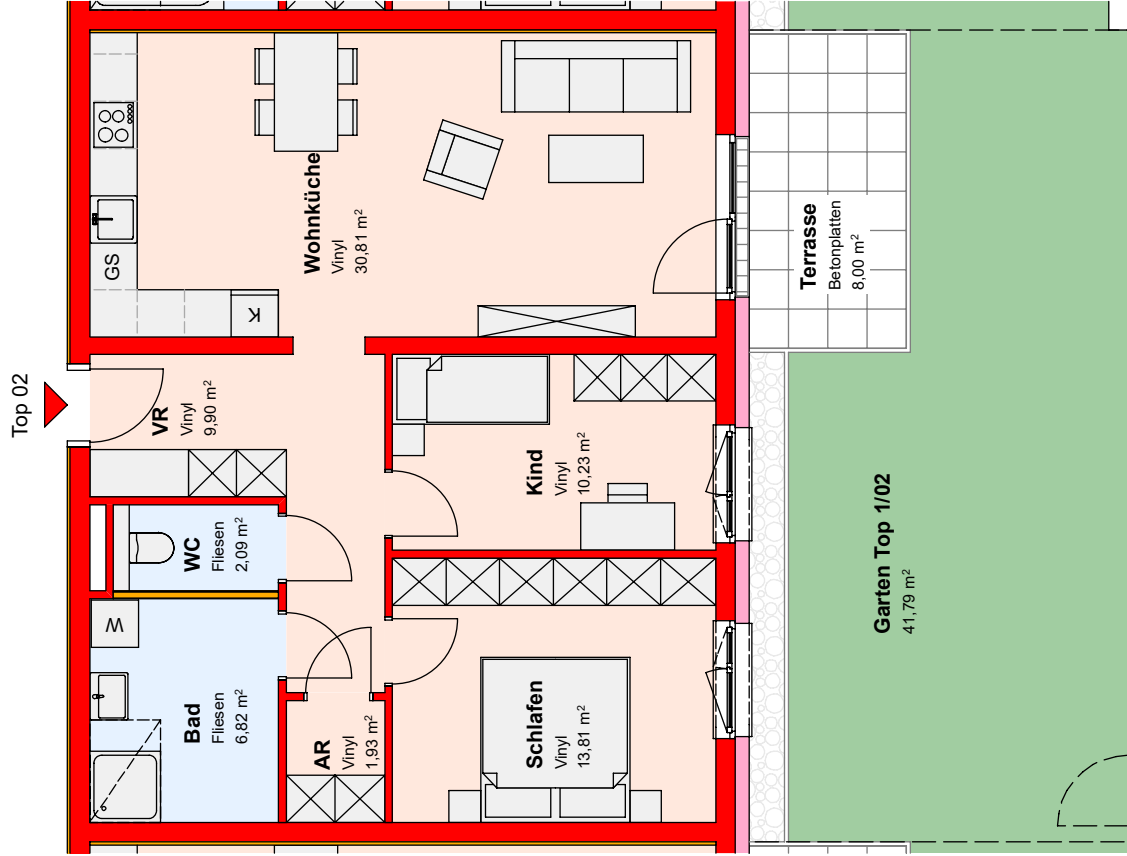 Top 02
GS
K
Wohnküche
Vinyl
30,81 m²
Terrasse
Betonplatten
8,00 m²
VR
Vinyl
9,90 m²
Kind
Vinyl
10,23 m²
WC
Fliesen
2,09 m²
W
Bad
Fliesen
6,82 m²
AR
Vinyl
1,93 m²
Schlafen
Vinyl
13,81 m²
Garten Top 1/02
41,79 m²